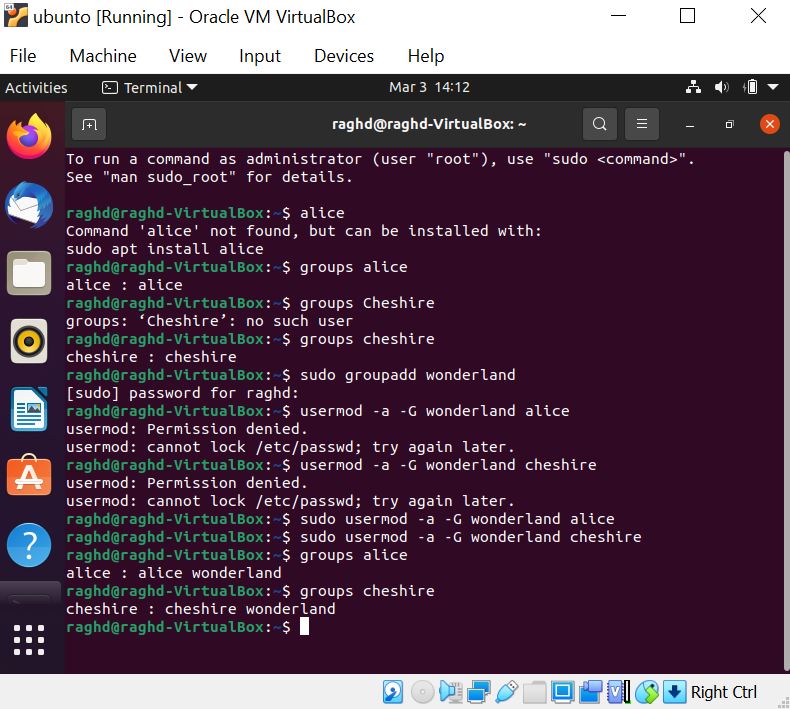 ubunto [Running] - Oracle VM VirtualBox
File Machine View Input Devices Help
Activities Terminal Mar 3 14:12
raghd@raghd-VirtualBox: ~
To run a command as administrator (user "root"), use "sudo <command>".
See "man sudo_root" for details.
raghd@raghd-VirtualBox:~$ alice
Command 'alice' not found, but can be installed with:
sudo apt install alice
raghd@raghd-VirtualBox:~$ groups alice
alice : alice
raghd@raghd-VirtualBox:~$ groups Cheshire
groups: ‘Cheshire’: no such user
raghd@raghd-VirtualBox:~$ groups cheshire
cheshire : cheshire
raghd@raghd-VirtualBox:~$ sudo groupadd wonderland
[sudo] password for raghd:
raghd@raghd-VirtualBox:~$ usermod -a -G wonderland alice
usermod: Permission denied.
usermod: cannot lock /etc/passwd; try again later.
raghd@raghd-VirtualBox:~$ usermod -a -G wonderland cheshire
usermod: Permission denied.
usermod: cannot lock /etc/passwd; try again later.
raghd@raghd-VirtualBox:~$ sudo usermod -a -G wonderland alice
raghd@raghd-VirtualBox:~$ sudo usermod -a -G wonderland cheshire
raghd@raghd-VirtualBox:~$ groups alice
alice : alice wonderland
raghd@raghd-VirtualBox:~$ groups cheshire
cheshire : cheshire wonderland
raghd@raghd-VirtualBox:~$
Right Ctrl